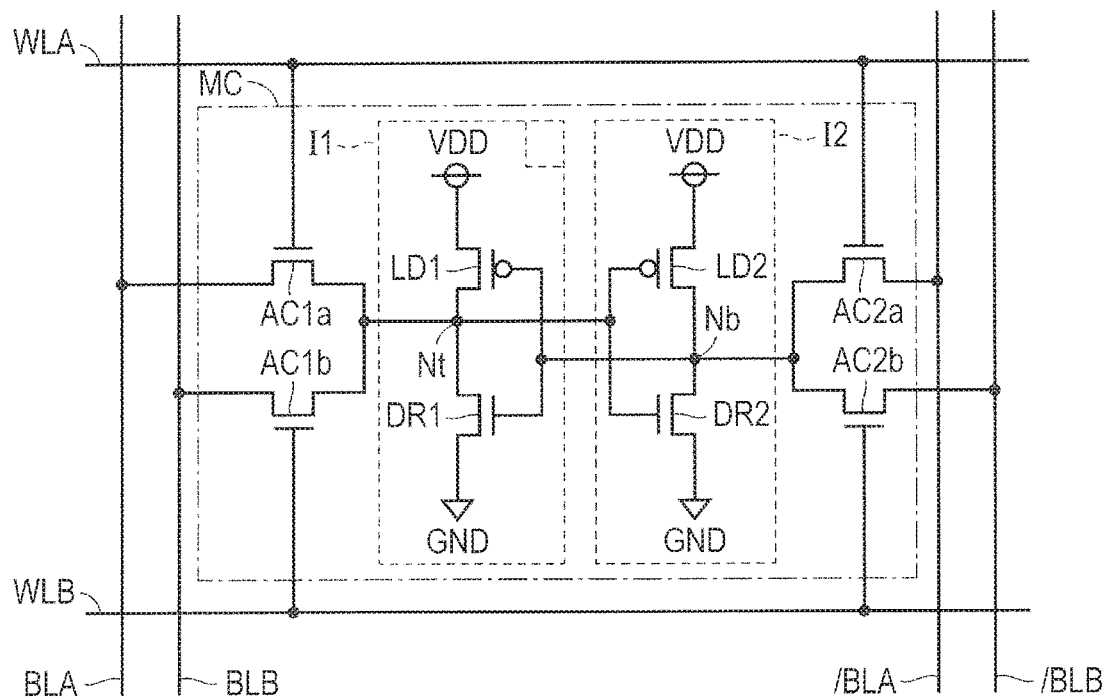 WLA
MC
I1
VDD
VDD
I2
LD1
LD2
AC1a
AC2a
Nt
Nb
AC1b
AC2b
DR1
DR2
GND
GND
WLB
BLA
BLB
/BLA
/BLB